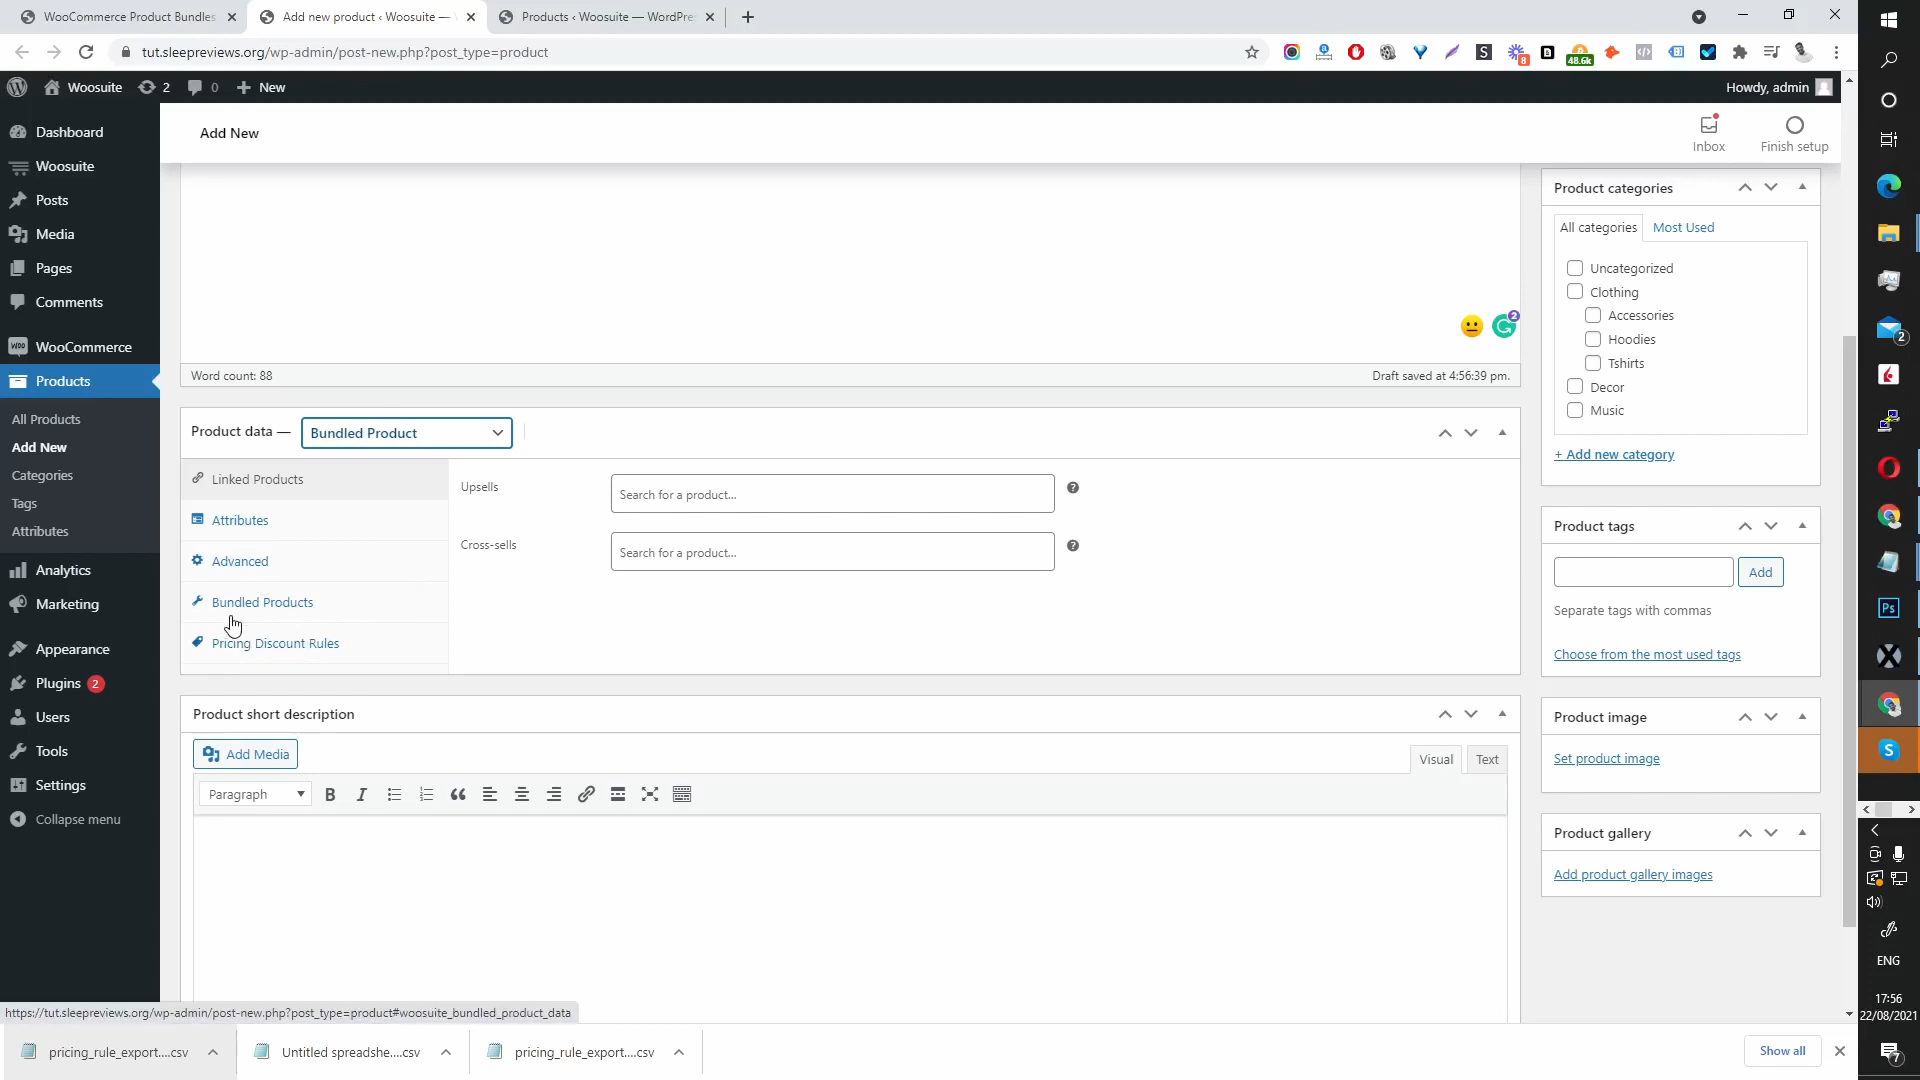 WooCommerce Product Bundles
Add new product ‹ Woosuite —
Products ‹ Woosuite — WordPre
tut.sleepreviews.org/wp-admin/post-new.php?post_type=product
8
48.6k
Woosuite
2
0
New
Howdy, admin
Dashboard
Woosuite
Posts
Media
Pages
Comments
WooCommerce
Products
All Products
Add New
Categories
Tags
Attributes
Analytics
Marketing
Appearance
Plugins 2
Users
Tools
Settings
Collapse menu
Add New
Inbox
Finish setup
2
Word count: 88
Draft saved at 4:56:39 pm.
Product data —
Bundled Product
Linked Products
Attributes
Advanced
Bundled Products
Pricing Discount Rules
Upsells
Search for a product...
Cross-sells
Search for a product...
Product short description
Add Media
Visual
Text
Paragraph
Product categories
All categories
Most Used
Uncategorized
Clothing
Accessories
Hoodies
Tshirts
Decor
Music
+ Add new category
Product tags
Add
Separate tags with commas
Choose from the most used tags
Product image
Set product image
Product gallery
Add product gallery images
https://tut.sleepreviews.org/wp-admin/post-new.php?post_type=product#woosuite_bundled_product_data
pricing_rule_export....csv
Untitled spreadshe....csv
pricing_rule_export....csv
Show all
2
Ps
S
ENG
17:56
22/08/2021
7